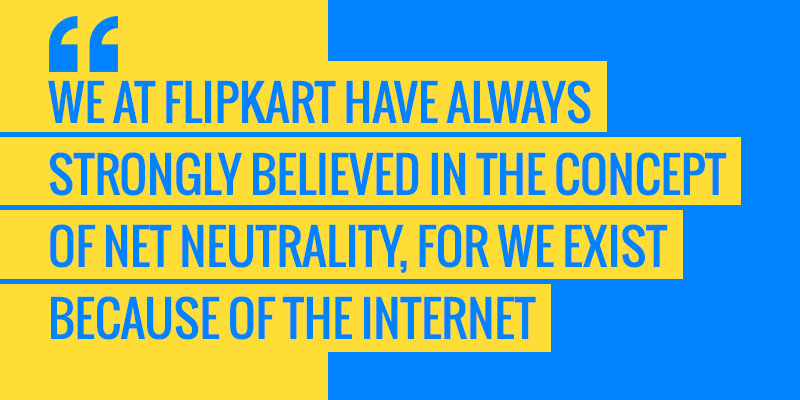 “
WE AT FLIPKART HAVE ALWAYS
STRONGLY BELIEVED IN THE CONCEPT
OF NET NEUTRALITY, FOR WE EXIST
BECAUSE OF THE INTERNET